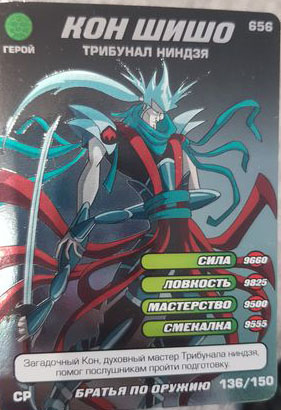 КОН ШИШО
656
ГЕРОЙ
ТРИБУНАЛ НИНДЗЯ
СИЛА 9660
ЛОВКОСТЬ 9825
МАСТЕРСТВО 9500
СМЕКАЛКА 9555
Загадочный Кон, духовный мастер Трибунала ниндзя,
помог послушникам пройти подготовку.
СР
БРАТЬЯ ПО ОРУЖИЮ
136/150